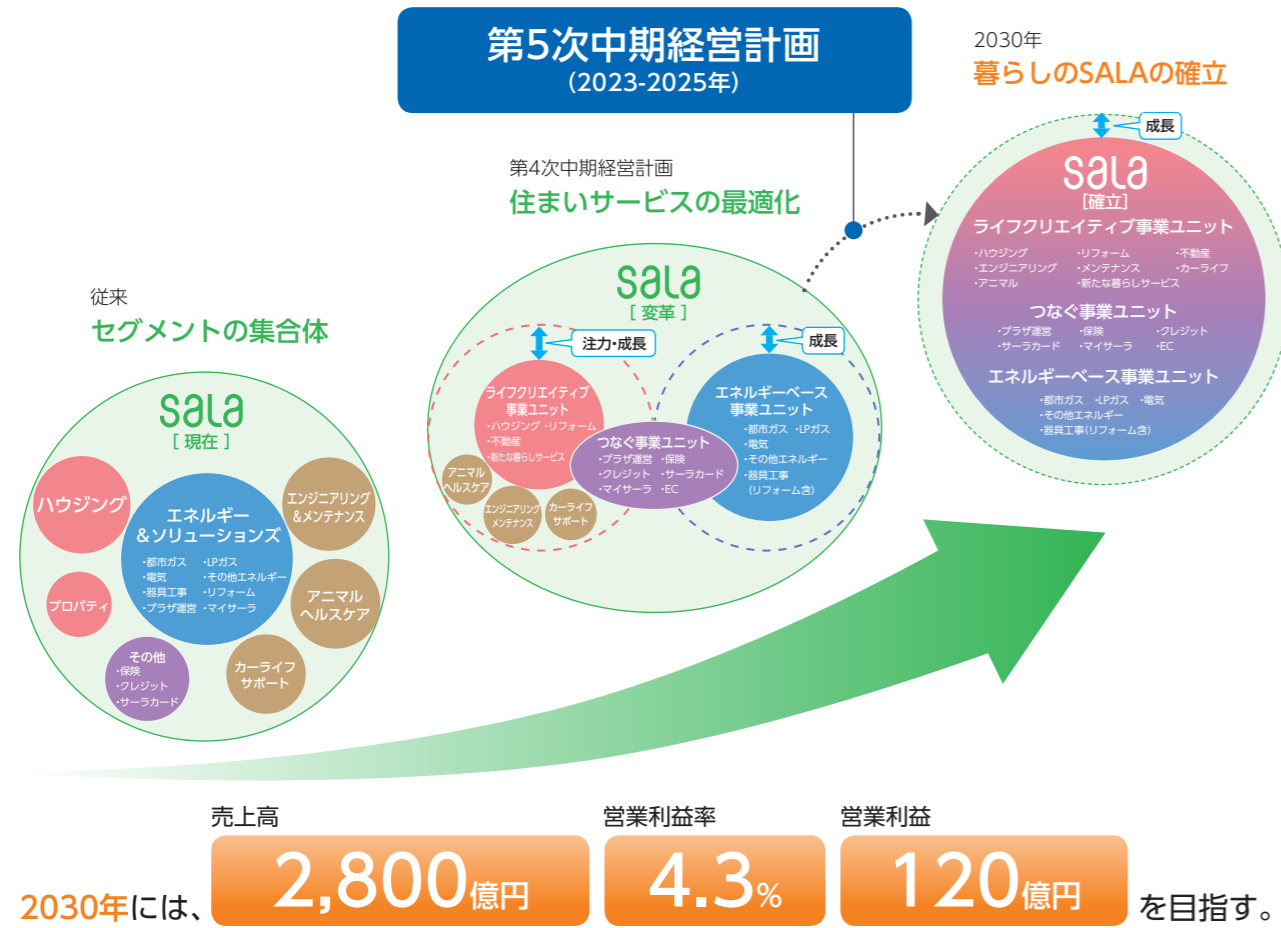 第5次中期経営計画
(2023-2025年)
2030年
暮らしのSALAの確立
成長
sala
[確立]
ライフクリエイティブ事業ユニット
・ハウジング ・リフォーム ・不動産
・エンジニアリング ・メンテナンス ・カーライフ
・アニマル ・新たな暮らしサービス
つなぐ事業ユニット
・プラザ運営 ・保険 ・クレジット
・サーラカード ・マイサーラ ・EC
エネルギーベース事業ユニット
・都市ガス ・LPガス ・電気
・その他エネルギー
・器具工事(リフォーム含)
第4次中期経営計画
住まいサービスの最適化
sala
[変革]
注力・成長
成長
ライフクリエイティブ
事業ユニット
・ハウジング ・リフォーム
・不動産
・新たな暮らしサービス
つなぐ事業ユニット
・プラザ運営 ・保険
・クレジット ・サーラカード
・マイサーラ ・EC
エネルギーベース
事業ユニット
・都市ガス ・LPガス
・電気
・その他エネルギー
・器具工事
(リフォーム含)
アニマル
ヘルスケア
エンジニアリング
メンテナンス
カーライフ
サポート
従来
セグメントの集合体
sala
[現在]
ハウジング
エネルギー
&ソリューションズ
・都市ガス ・LPガス
・電気 ・その他エネルギー
・器具工事 ・リフォーム
・プラザ運営 ・マイサーラ
エンジニアリング
&メンテナンス
プロパティ
アニマル
ヘルスケア
その他
・保険
・クレジット
・サーラカード
カーライフ
サポート
売上高 営業利益率 営業利益
2030年には、 2,800億円 4.3% 120億円 を目指す。